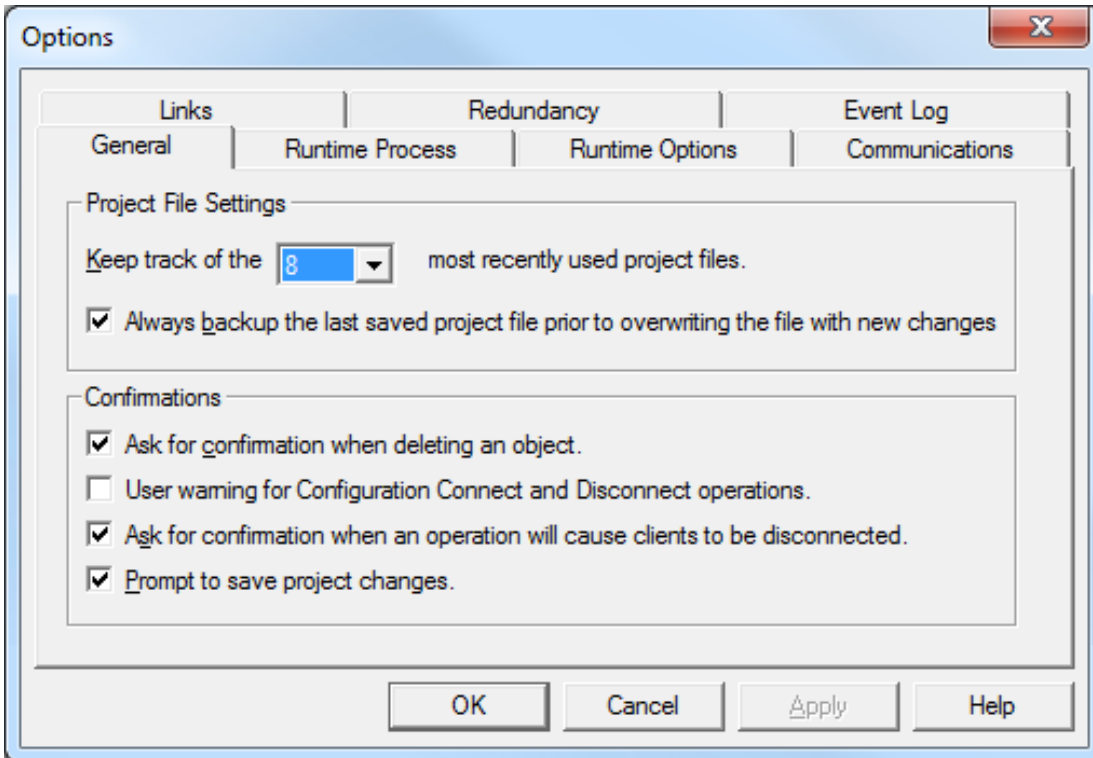 Options
Links Redundancy Event Log
General Runtime Process Runtime Options Communications
Project File Settings
Keep track of the 8 most recently used project files.
Always backup the last saved project file prior to overwriting the file with new changes
Confirmations
Ask for confirmation when deleting an object.
User warning for Configuration Connect and Disconnect operations.
Ask for confirmation when an operation will cause clients to be disconnected.
Prompt to save project changes.
OK Cancel Apply Help